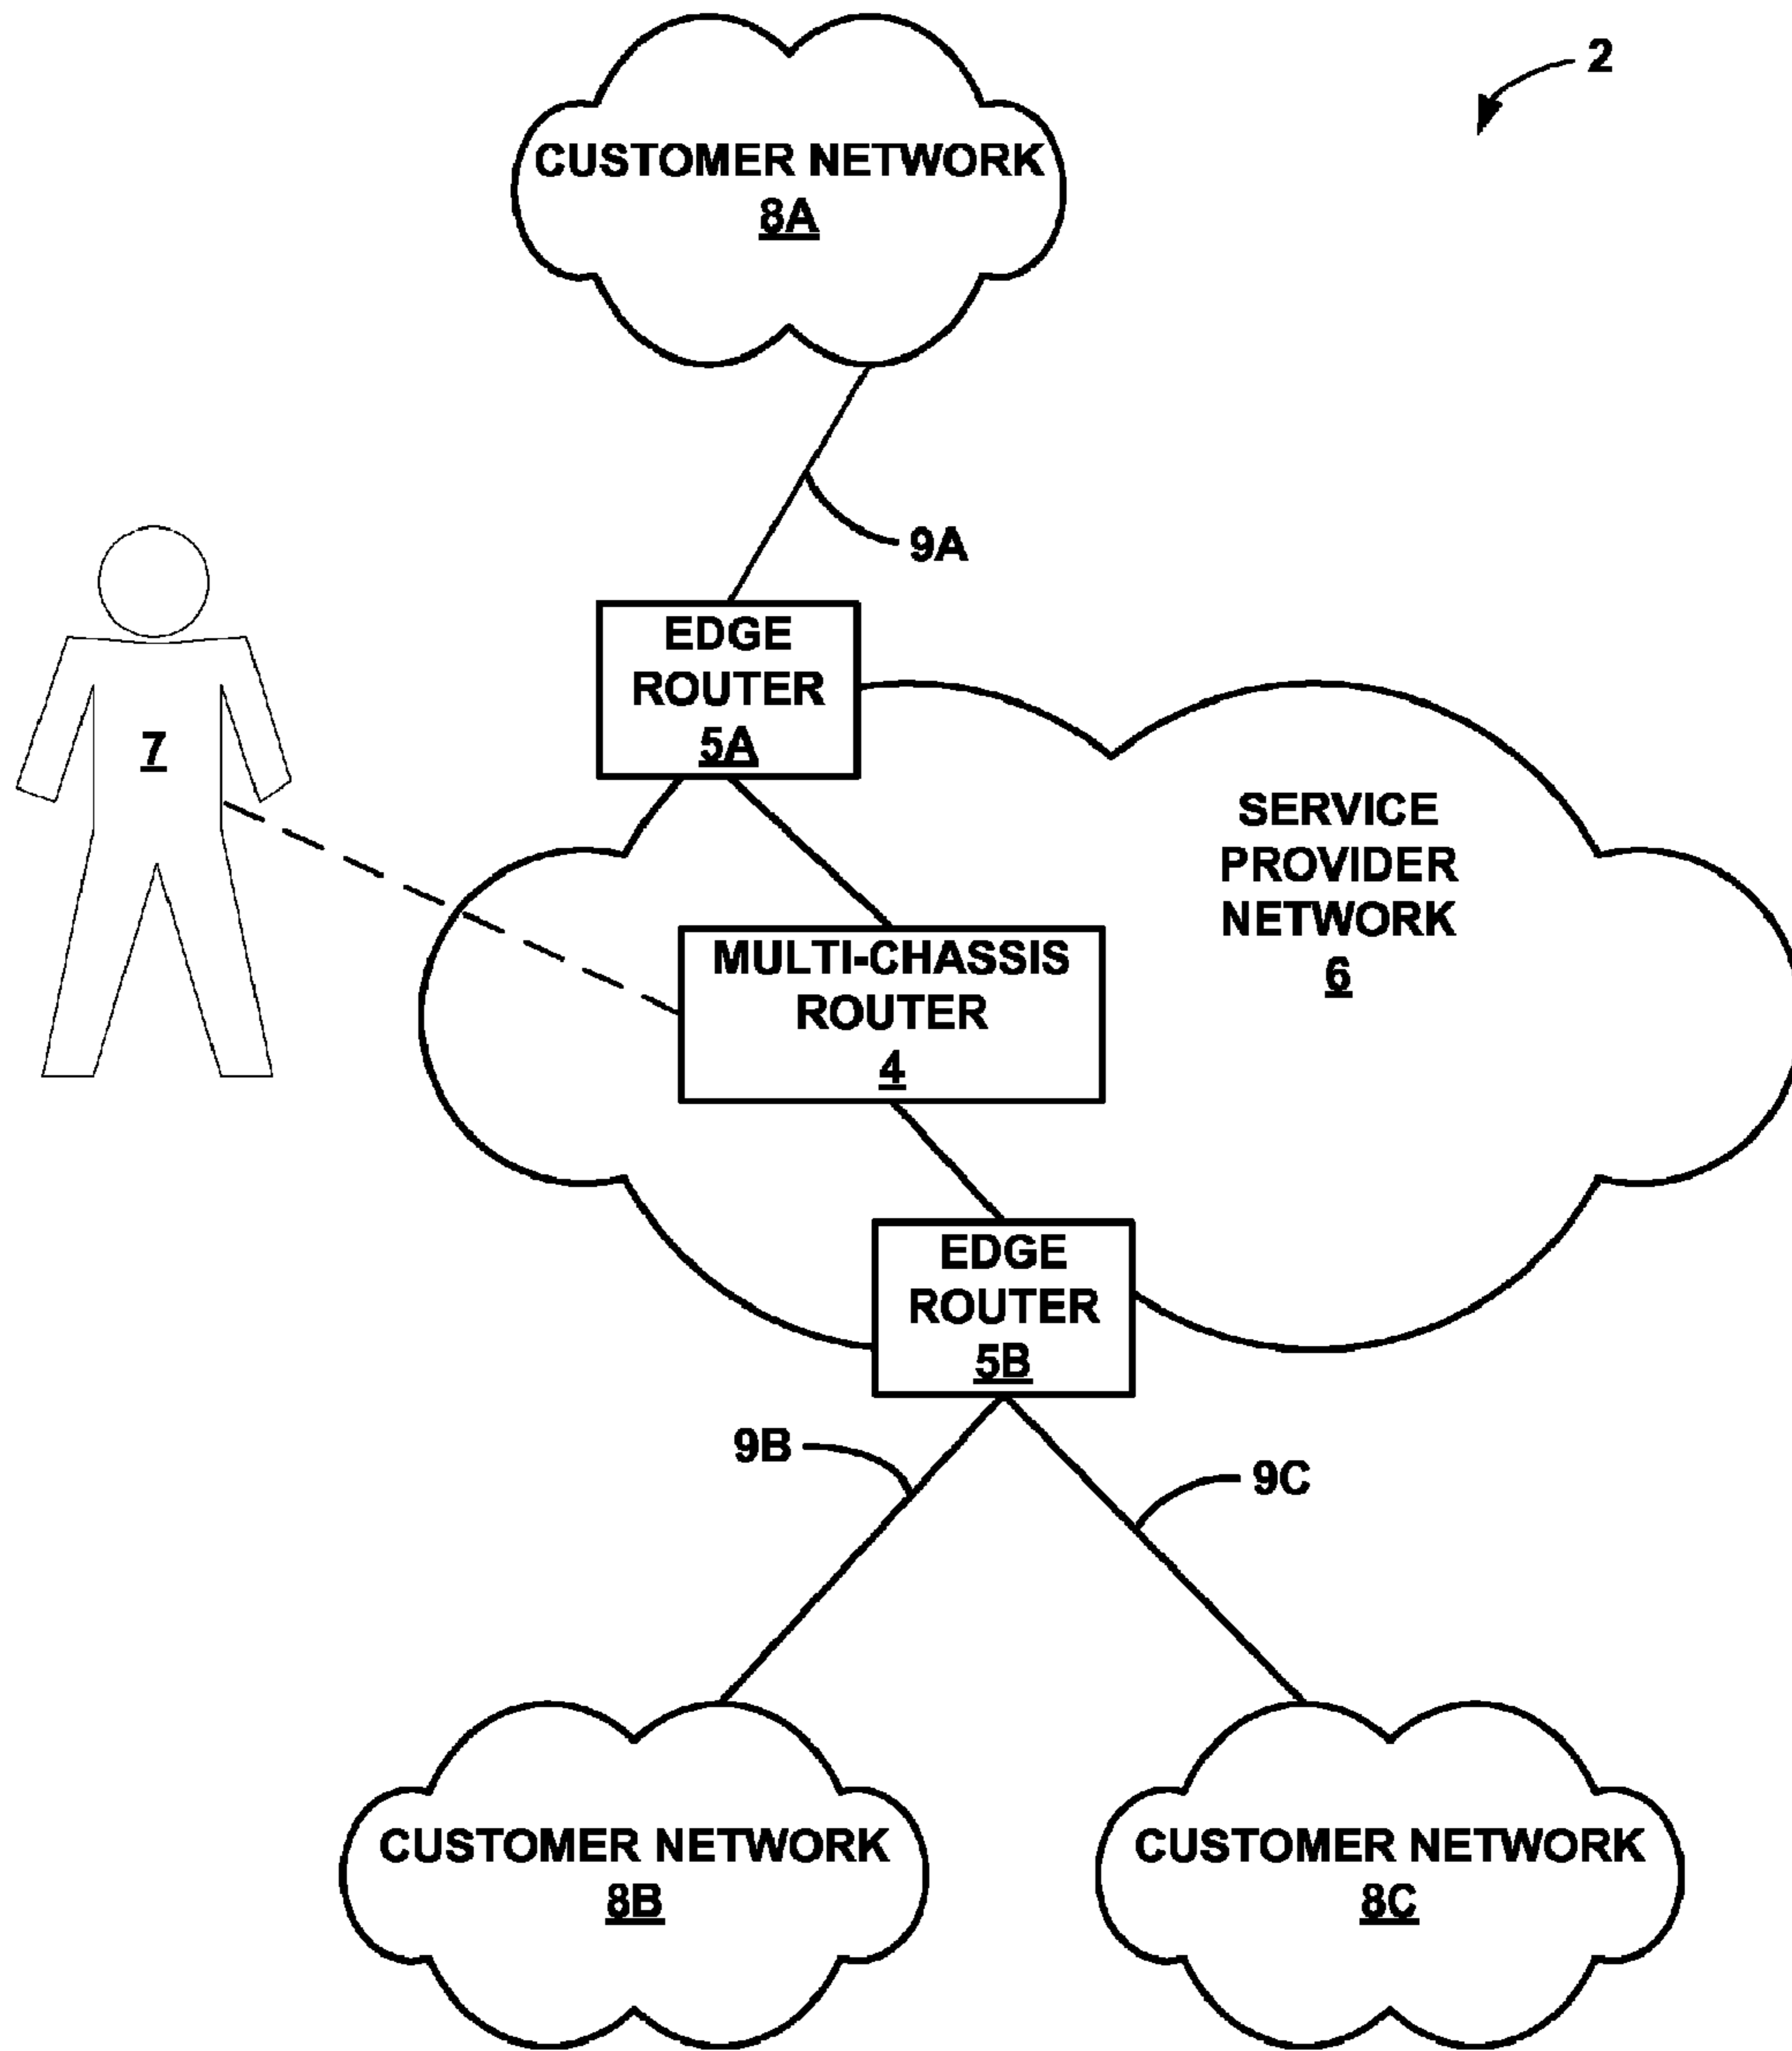 2
CUSTOMER NETWORK
8A
9A
EDGE
ROUTER
5A
7
SERVICE
PROVIDER
NETWORK
6
MULTI-CHASSIS
ROUTER
4
EDGE
ROUTER
5B
9B
9C
CUSTOMER NETWORK
8B
CUSTOMER NETWORK
8C